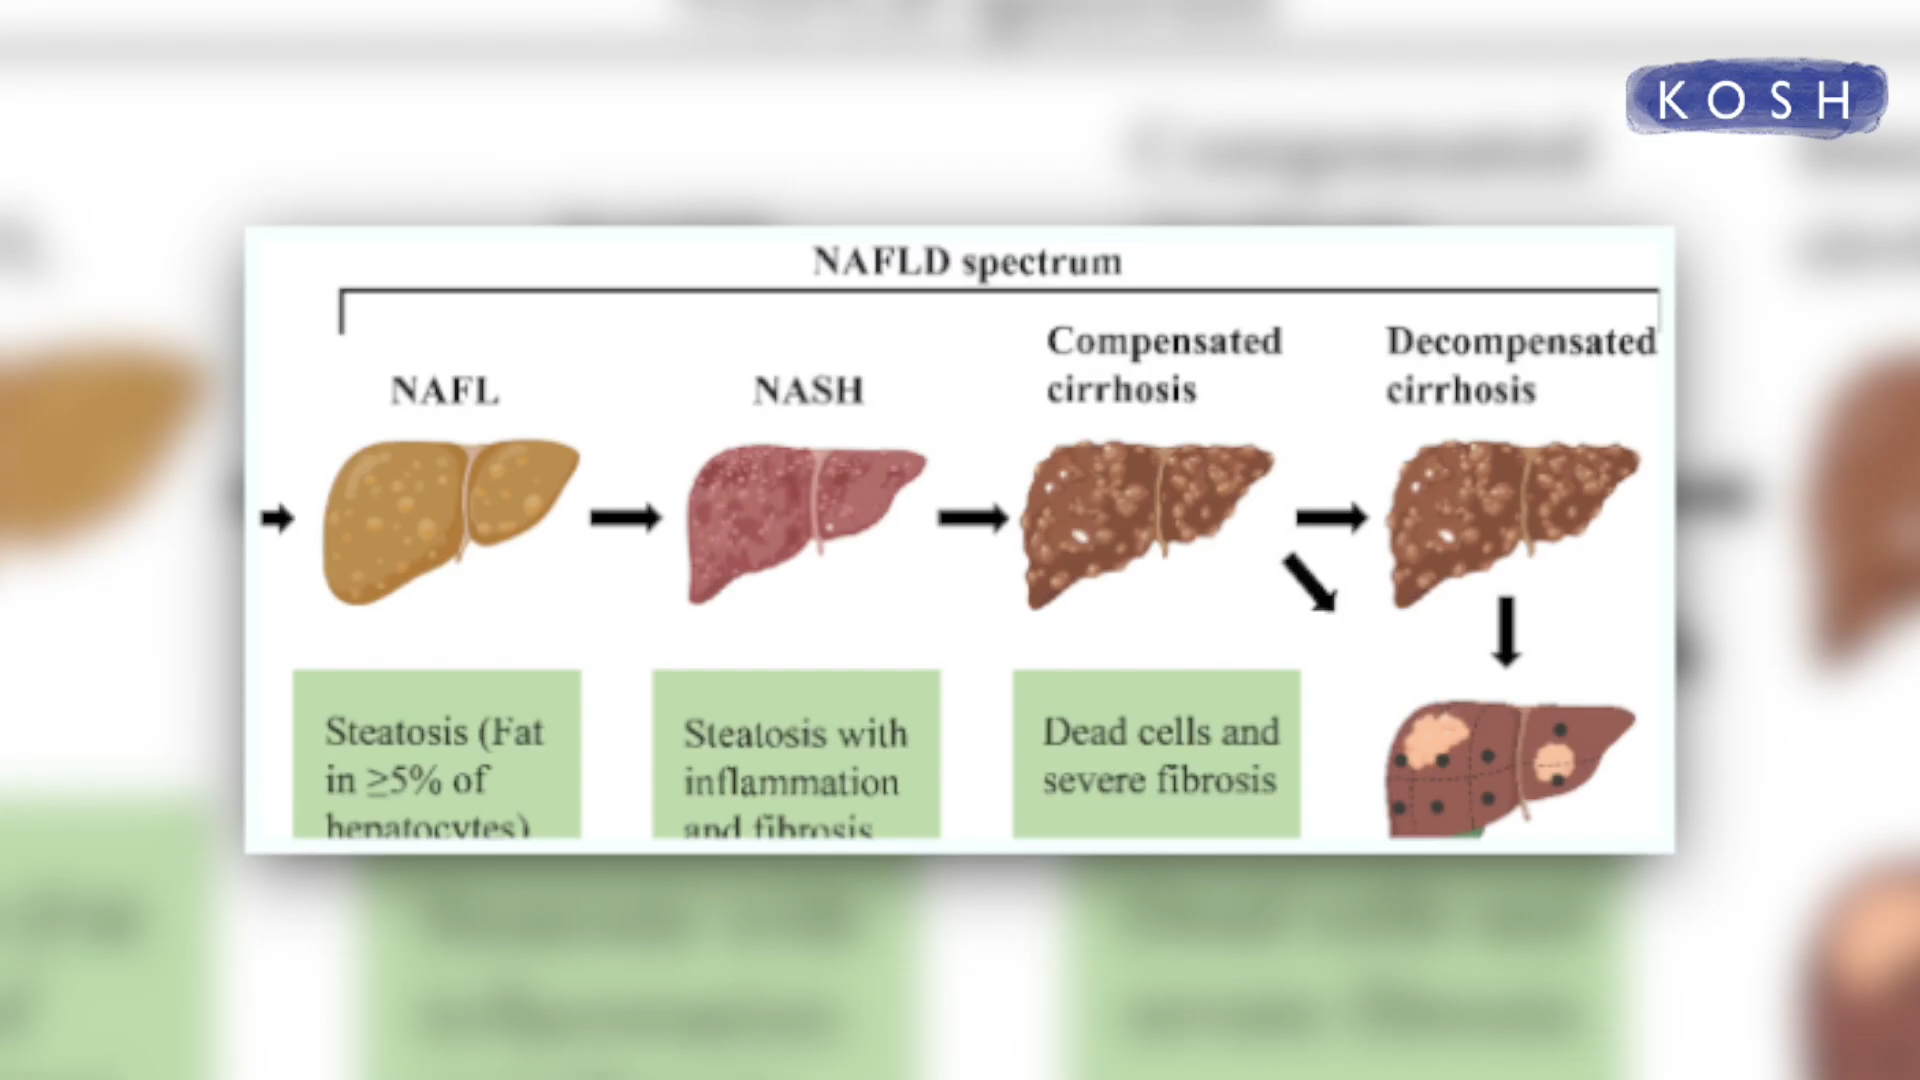 KOSH
NAFLD spectrum
NAFL
NASH
Compensated
cirrhosis
Decompensated
cirrhosis
Steatosis (Fat
in ≥5% of
hepatocytes)
Steatosis with
inflammation
and fibrosis
Dead cells and
severe fibrosis